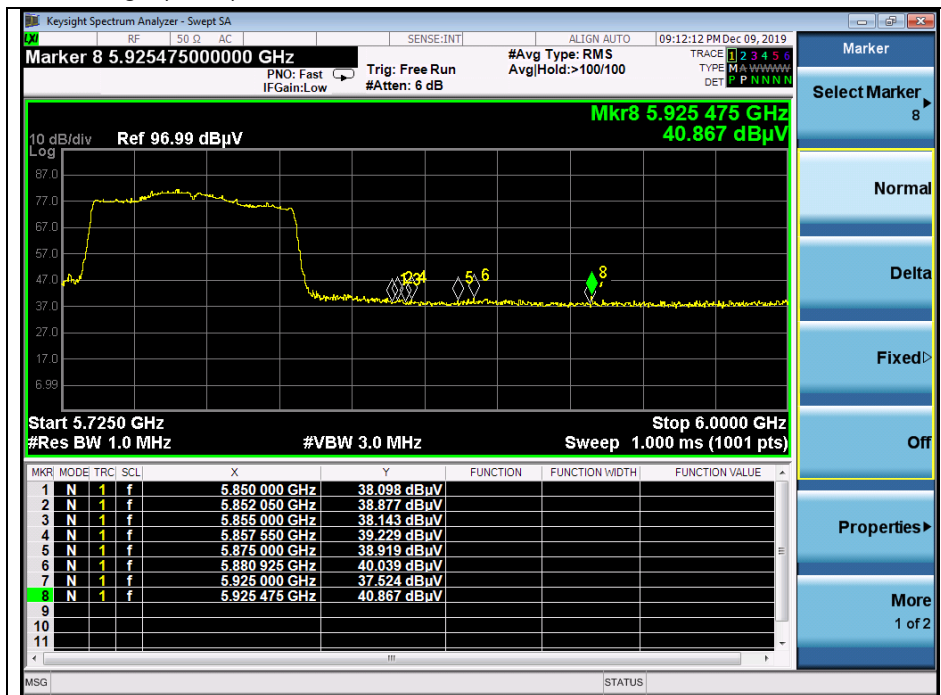 Keysight Spectrum Analyzer - Swept SA
LXI RF 50 Ω AC SENSE:INT ALIGN AUTO 09:12:12 PM Dec 09, 2019
Marker 8 5.925475000000 GHz
PNO: Fast
IFGain:Low
Trig: Free Run
#Atten: 6 dB
#Avg Type: RMS
Avg|Hold:>100/100
TRACE 1 2 3 4 5 6
TYPE M A W W W W
DET P P N N N N
Mkr8 5.925 475 GHz
40.867 dBµV
10 dB/div Ref 96.99 dBµV
Log
87.0
77.0
67.0
57.0
47.0
37.0
27.0
17.0
6.99
1 2 3 4 5 6 8
Start 5.7250 GHz Stop 6.0000 GHz
#Res BW 1.0 MHz #VBW 3.0 MHz Sweep 1.000 ms (1001 pts)
MKR MODE TRC SCL X Y FUNCTION FUNCTION WIDTH FUNCTION VALUE
1 N 1 f 5.850 000 GHz 38.098 dBµV
2 N 1 f 5.852 050 GHz 38.877 dBµV
3 N 1 f 5.855 000 GHz 38.143 dBµV
4 N 1 f 5.857 550 GHz 39.229 dBµV
5 N 1 f 5.875 000 GHz 38.919 dBµV
6 N 1 f 5.880 925 GHz 40.039 dBµV
7 N 1 f 5.925 000 GHz 37.524 dBµV
8 N 1 f 5.925 475 GHz 40.867 dBµV
9
10
11
MSG STATUS
Marker
Select Marker
8
Normal
Delta
Fixed
Off
Properties
More
1 of 2